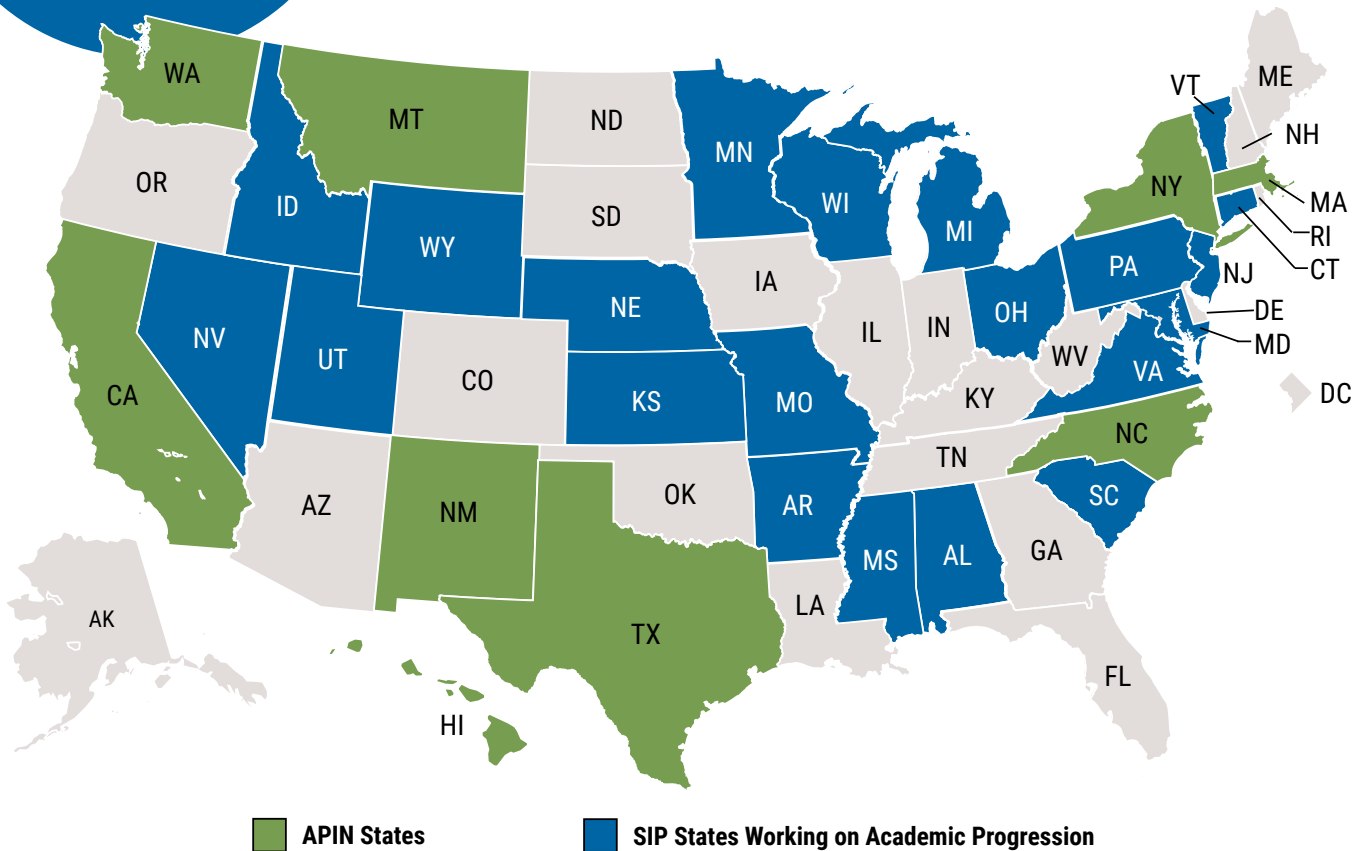 WA
MT
ND
MN
VT
ME
NH
OR
ID
SD
WI
MI
NY
MA
RI
CT
WY
IA
NE
PA
NJ
DE
MD
NV
UT
CO
IL
IN
OH
WV
VA
DC
CA
KS
MO
KY
NC
AZ
NM
OK
AR
TN
SC
AK
TX
LA
MS
AL
GA
HI
FL
APIN States
SIP States Working on Academic Progression